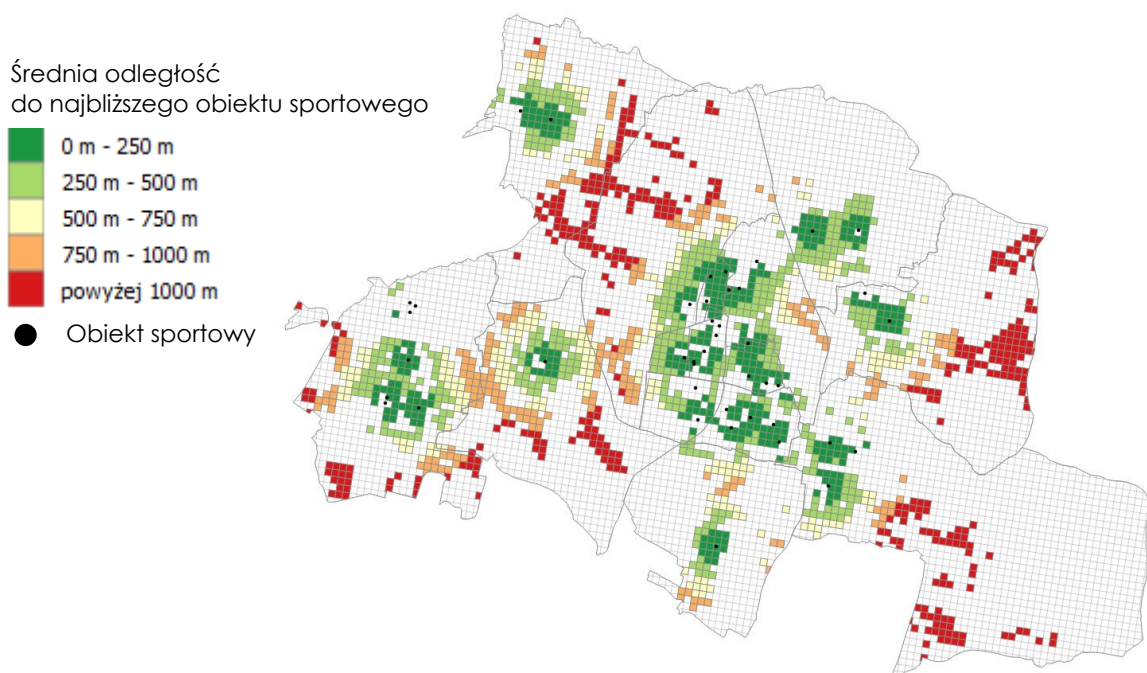 Średnia odległość
do najbliższego obiektu sportowego
0 m - 250 m
250 m - 500 m
500 m - 750 m
750 m - 1000 m
powyżej 1000 m
Obiekt sportowy